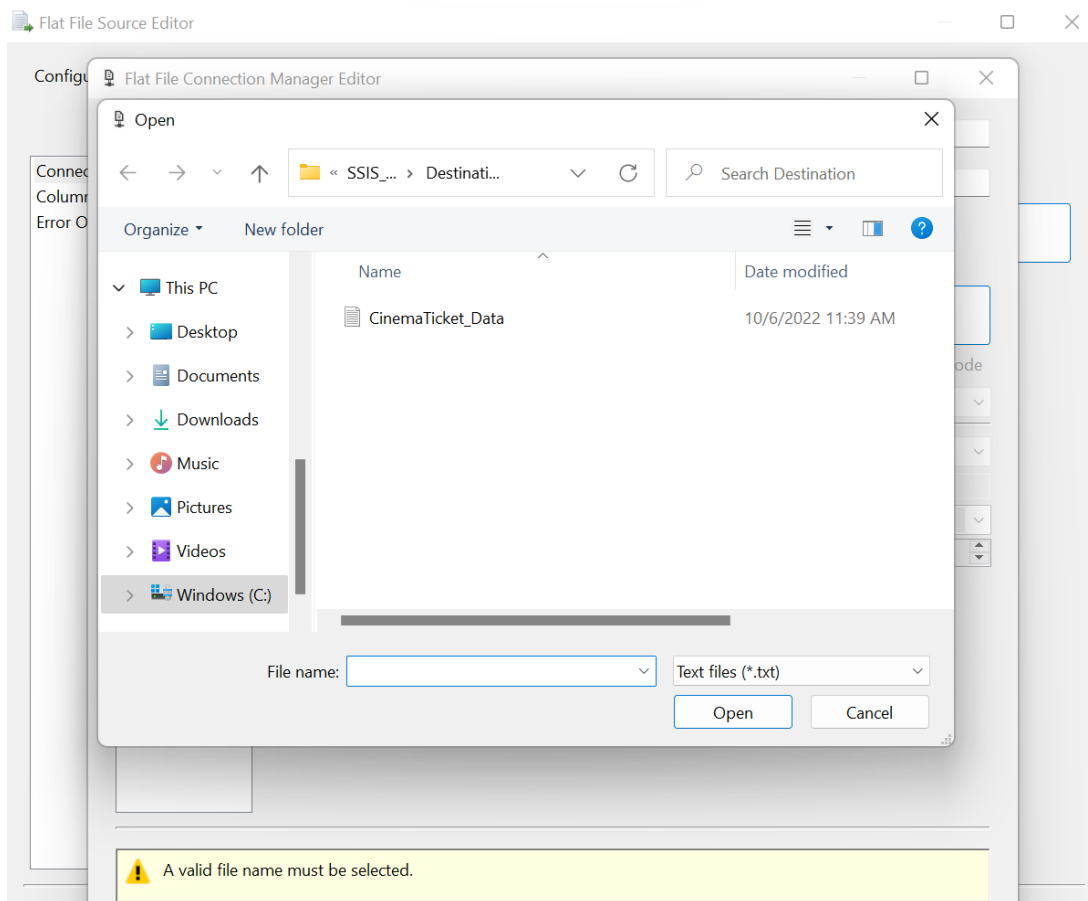 Flat File Source Editor
Configu
Flat File Connection Manager Editor
Open
« SSIS_... › Destinati...
Search Destination
Connec
Column
Error O
Organize
New folder
?
Name
Date modified
This PC
CinemaTicket_Data
10/6/2022 11:39 AM
Desktop
ode
Documents
Downloads
Music
Pictures
Videos
Windows (C:)
File name:
Text files (*.txt)
Open
Cancel
A valid file name must be selected.